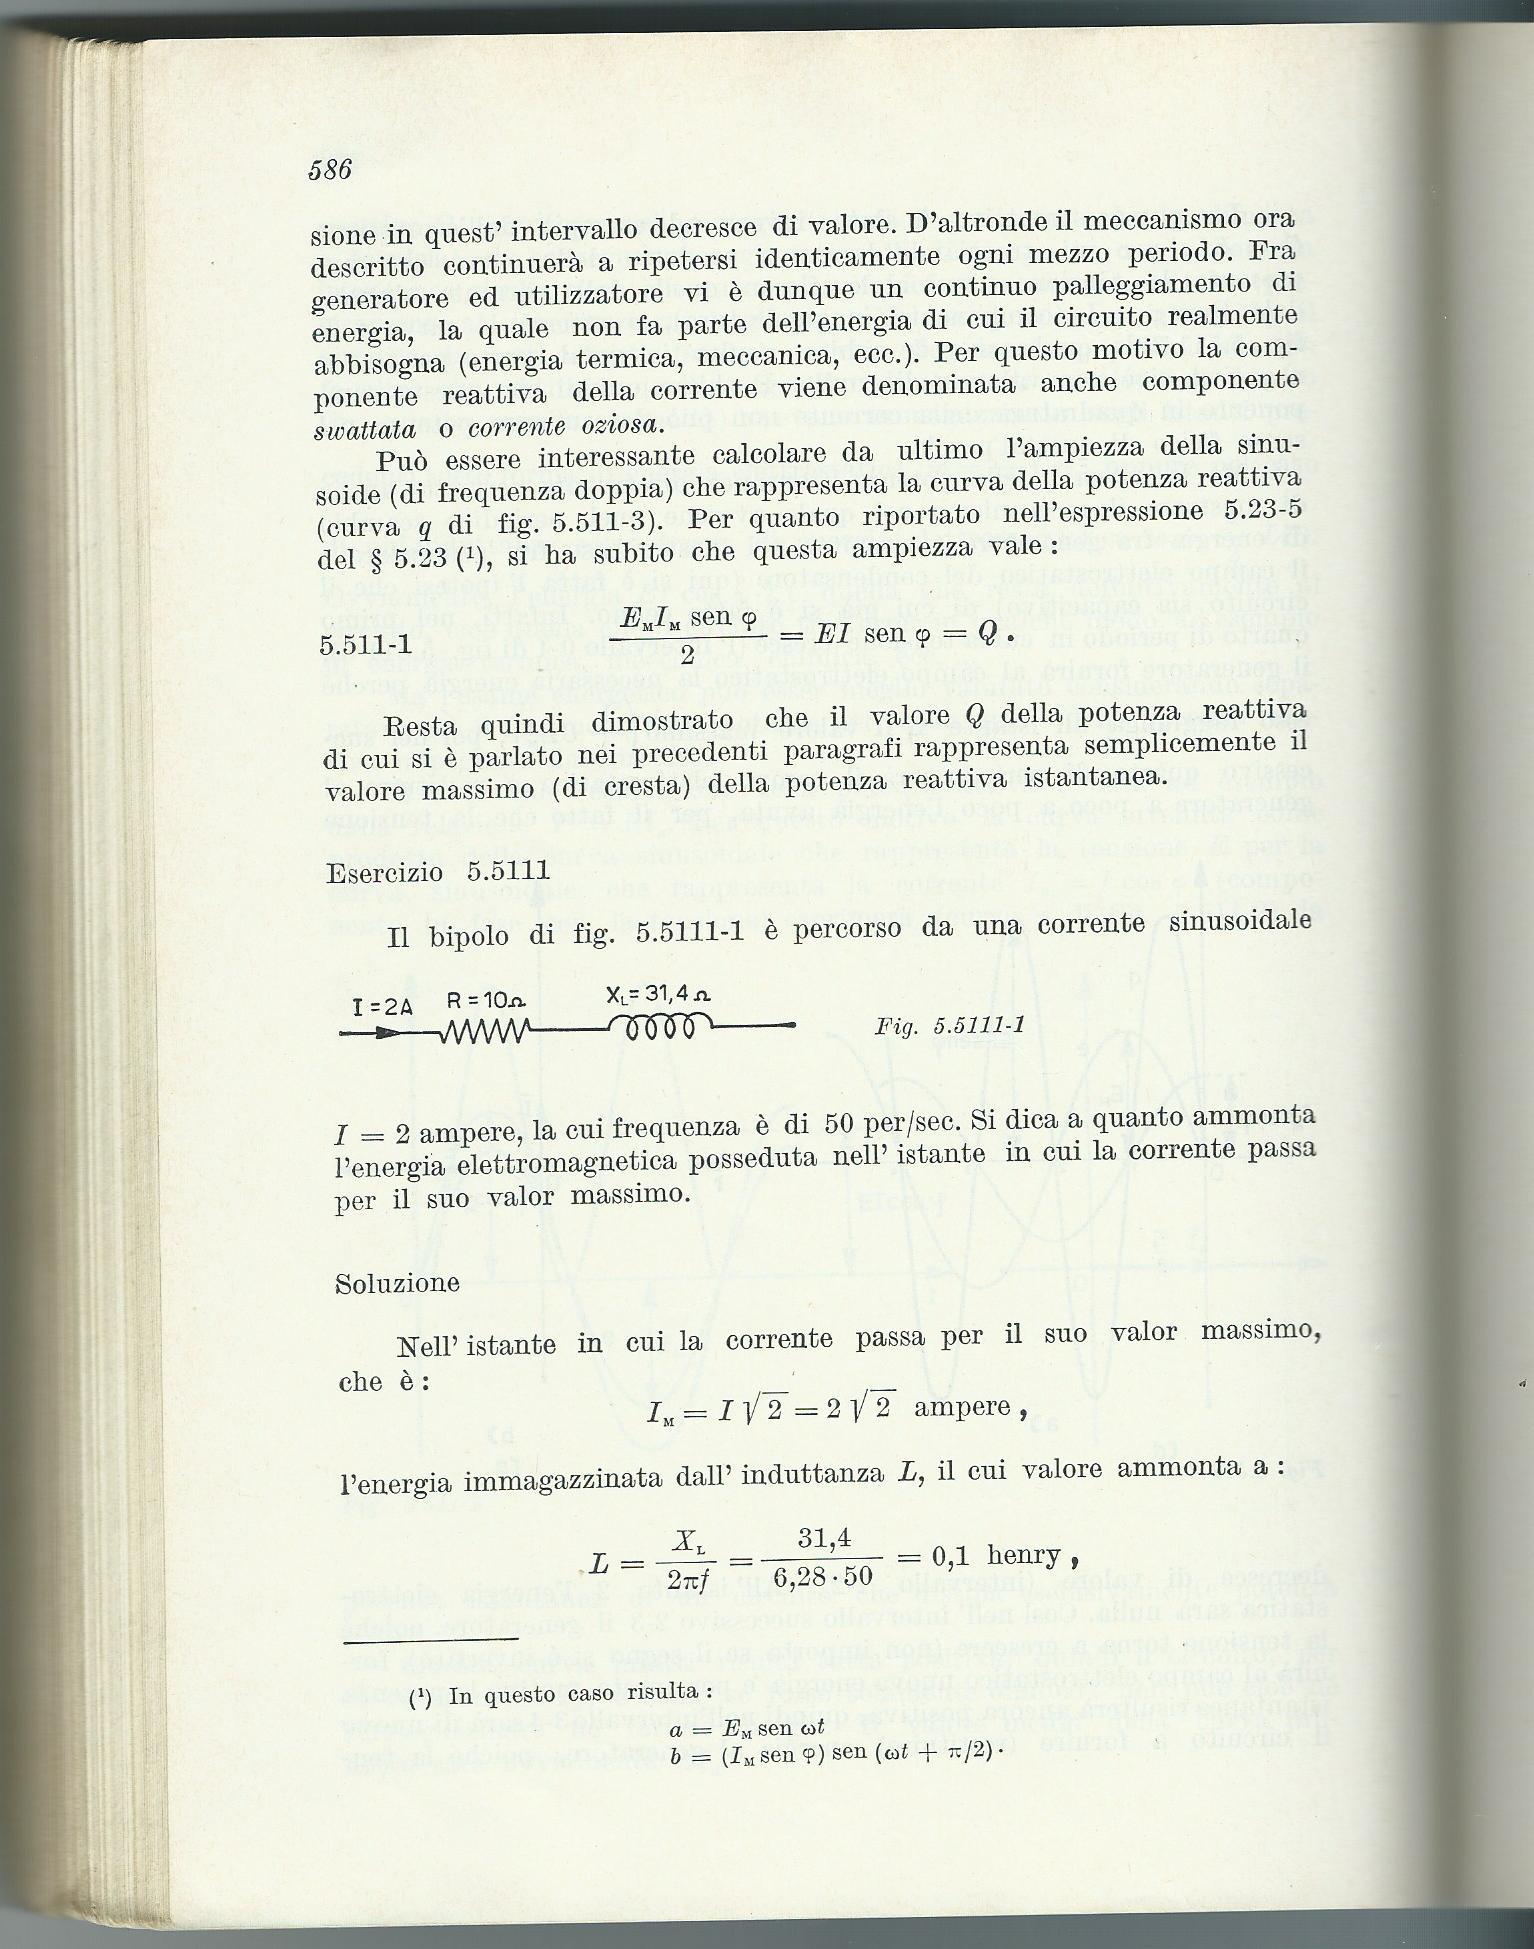 586
sione in quest' intervallo decresce di valore. D'altronde il meccanismo ora
descritto continuerà a ripetersi identicamente ogni mezzo periodo. Fra
generatore ed utilizzatore vi è dunque un continuo palleggiamento di
energia, la quale non fa parte dell'energia di cui il circuito realmente
abbisogna (energia termica, meccanica, ecc.). Per questo motivo la com-
ponente reattiva della corrente viene denominata anche componente
swattata o corrente oziosa.
Può essere interessante calcolare da ultimo l'ampiezza della sinu-
soide (di frequenza doppia) che rappresenta la curva della potenza reattiva
(curva q di fig. 5.511-3). Per quanto riportato nell'espressione 5.23-5
del § 5.23 (¹), si ha subito che questa ampiezza vale :
5.511-1 E_M I_M sen φ / 2 = EI sen φ = Q .
Resta quindi dimostrato che il valore Q della potenza reattiva
di cui si è parlato nei precedenti paragrafi rappresenta semplicemente il
valore massimo (di cresta) della potenza reattiva istantanea.
Esercizio 5.5111
Il bipolo di fig. 5.5111-1 è percorso da una corrente sinusoidale
I = 2A R = 10Ω X_L = 31,4 Ω
Fig. 5.5111-1
I = 2 ampere, la cui frequenza è di 50 per/sec. Si dica a quanto ammonta
l'energia elettromagnetica posseduta nell' istante in cui la corrente passa
per il suo valor massimo.
Soluzione
Nell' istante in cui la corrente passa per il suo valor massimo,
che è :
I_M = I √2 = 2 √2 ampere ,
l'energia immagazzinata dall' induttanza L, il cui valore ammonta a :
L = X_L / 2πf = 31,4 / 6,28 · 50 = 0,1 henry ,
(¹) In questo caso risulta :
a = E_M sen ωt
b = (I_M sen φ) sen (ωt + π/2) .